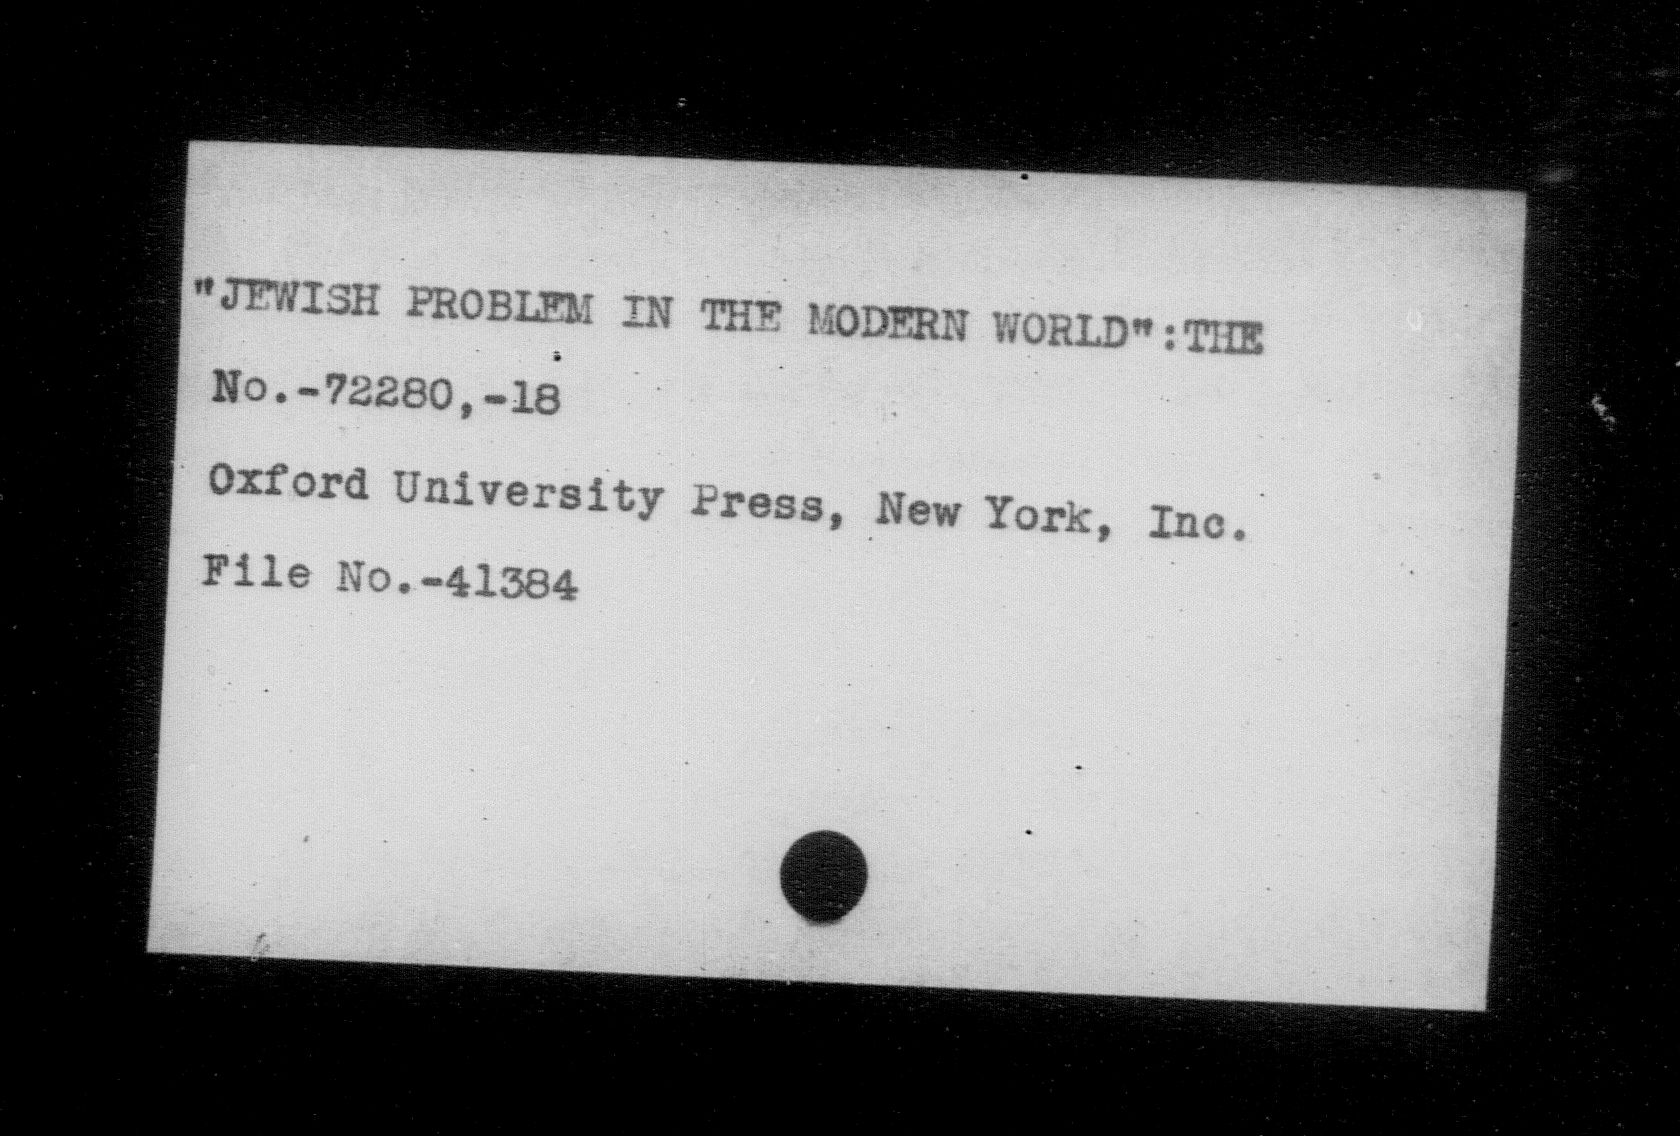 "JEWISH PROBLEM IN THE MODERN WORLD":THE
No.-72280,-18
Oxford University Press, New York, Inc.
File No.-41384